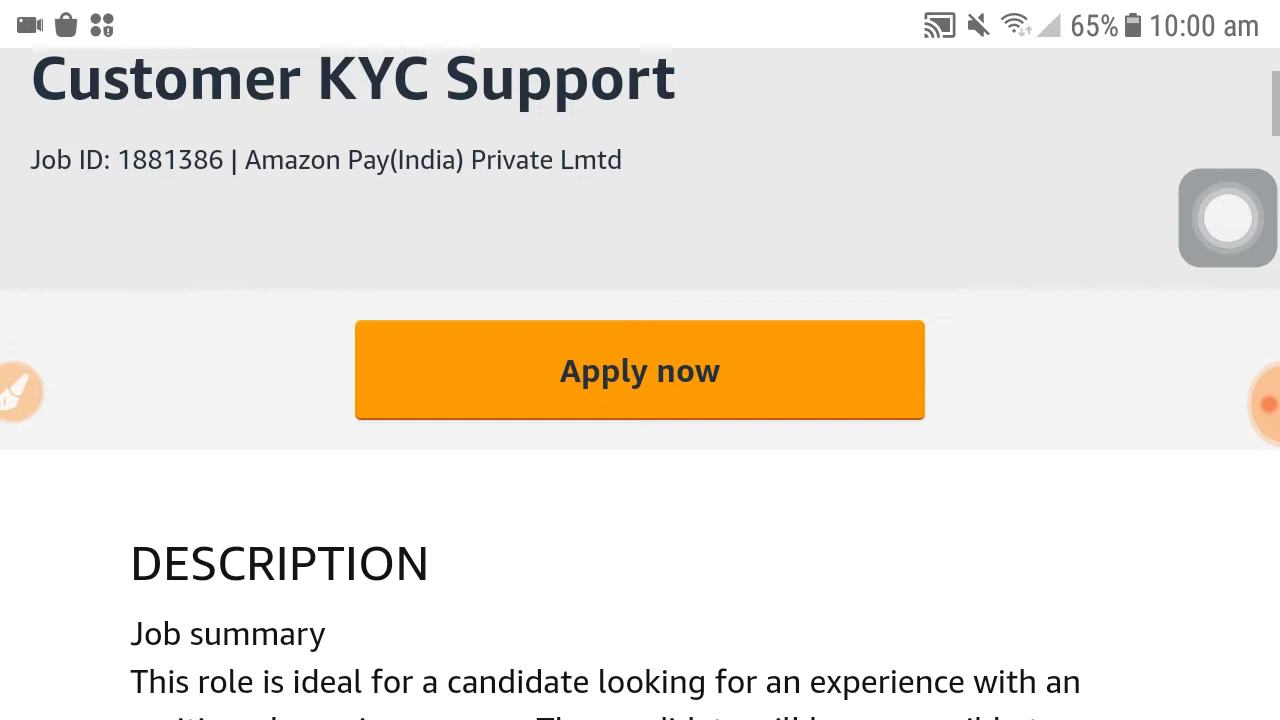 65% 10:00 am
Customer KYC Support
Job ID: 1881386 | Amazon Pay(India) Private Lmtd
Apply now
DESCRIPTION
Job summary
This role is ideal for a candidate looking for an experience with an